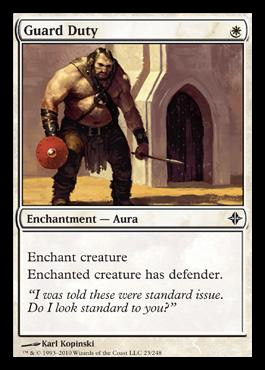 Guard Duty
Enchantment — Aura
Enchant creature
Enchanted creature has defender.
"I was told these were standard issue.
Do I look standard to you?"
Karl Kopinski
™ & © 1993–2010 Wizards of the Coast LLC 23/248